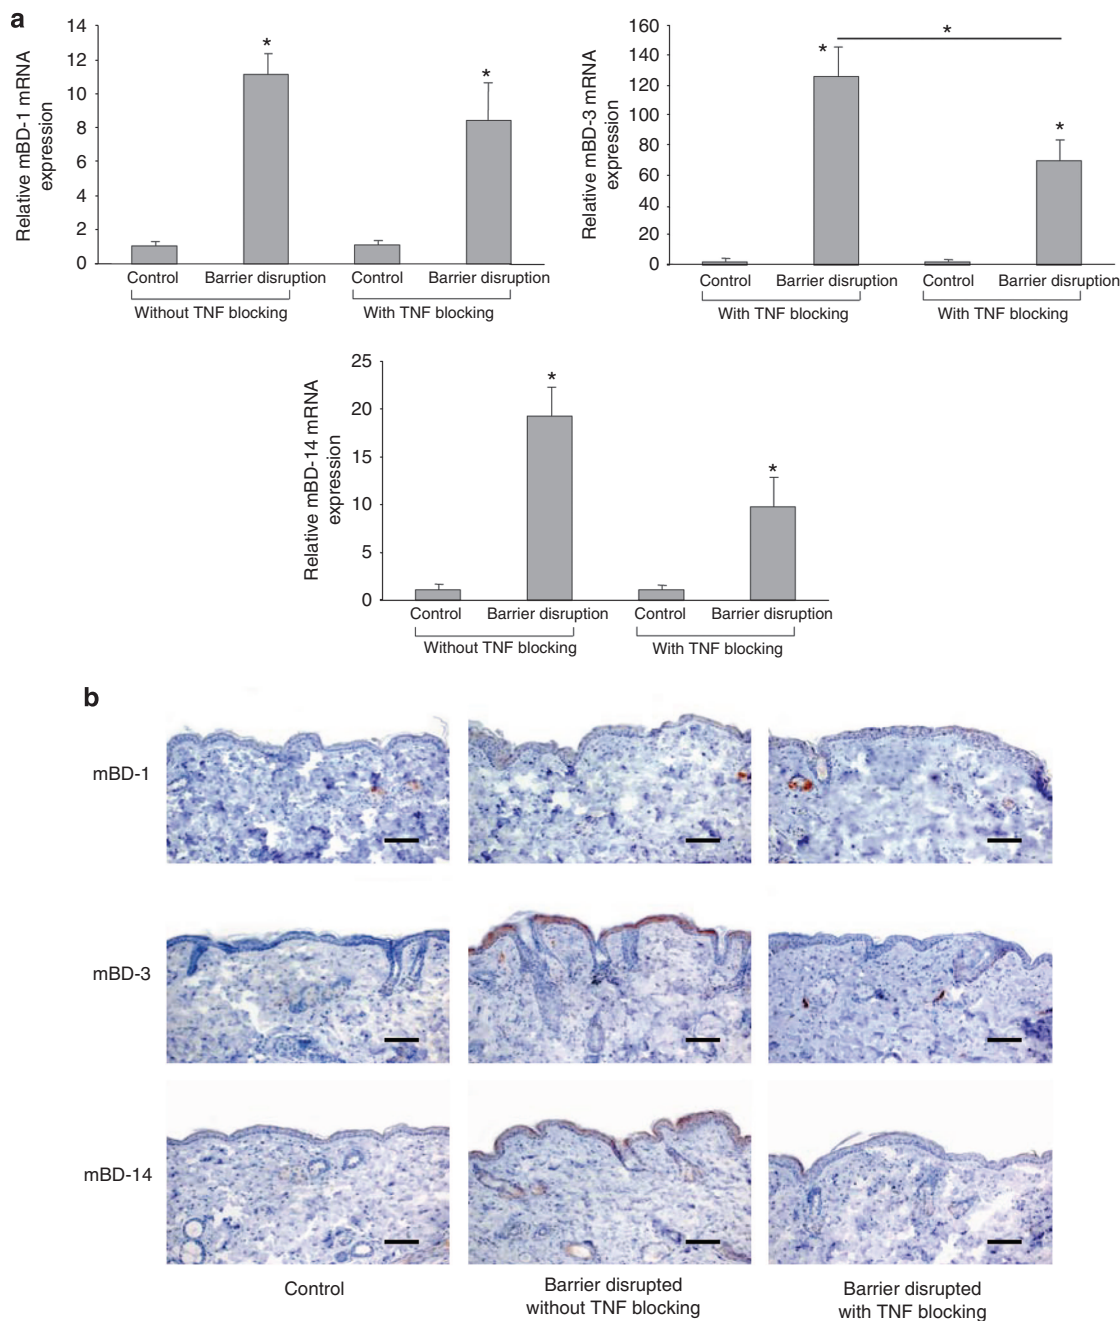 a
Relative mBD-1 mRNA
expression
14
12
10
8
6
4
2
0
*
*
Control
Barrier disruption
Control
Barrier disruption
Without TNF blocking
With TNF blocking
Relative mBD-3 mRNA
expression
160
140
120
100
80
60
40
20
0
*
*
*
Control
Barrier disruption
Control
Barrier disruption
With TNF blocking
With TNF blocking
Relative mBD-14 mRNA
expression
25
20
15
10
5
0
*
*
Control
Barrier disruption
Control
Barrier disruption
Without TNF blocking
With TNF blocking
b
mBD-1
mBD-3
mBD-14
Control
Barrier disrupted
without TNF blocking
Barrier disrupted
with TNF blocking